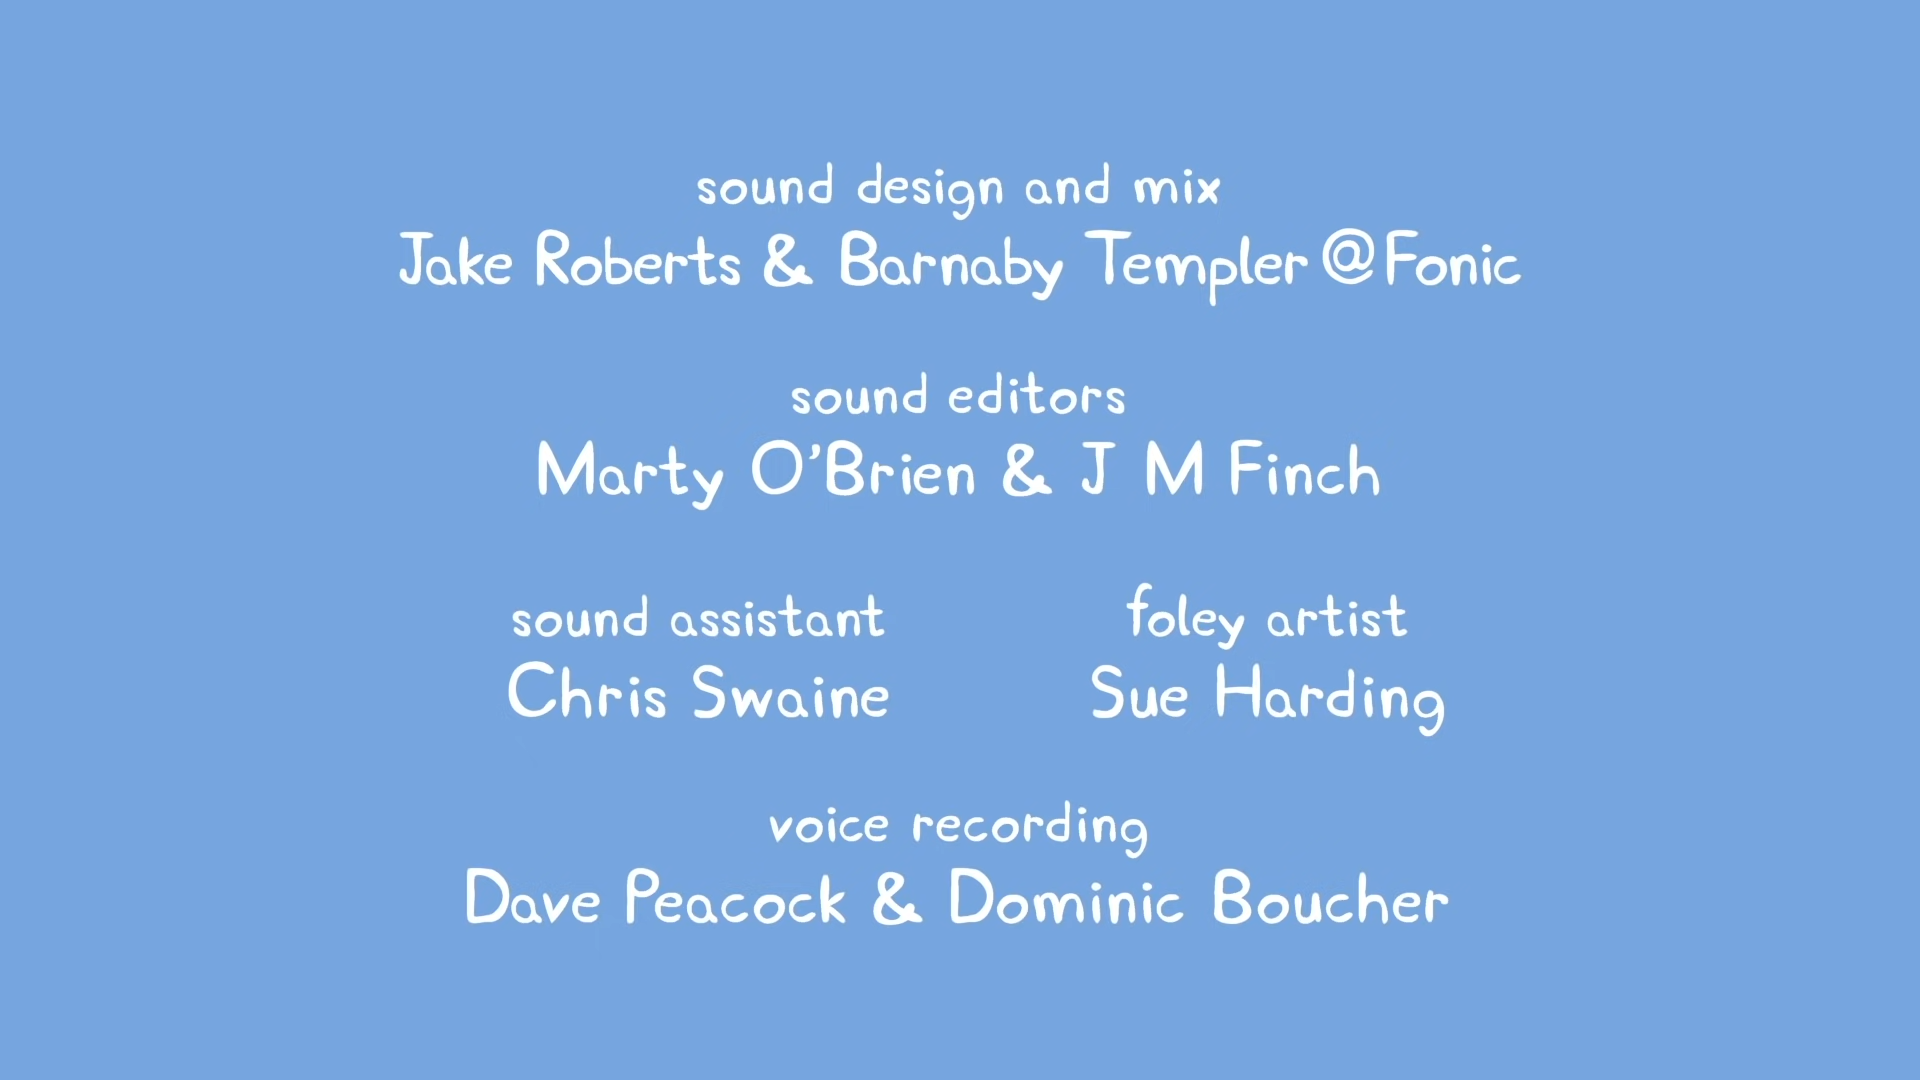 sound design and mix
Jake Roberts & Barnaby Templer @Fonic
sound editors
Marty O'Brien & J M Finch
sound assistant
Chris Swaine
foley artist
Sue Harding
voice recording
Dave Peacock & Dominic Boucher